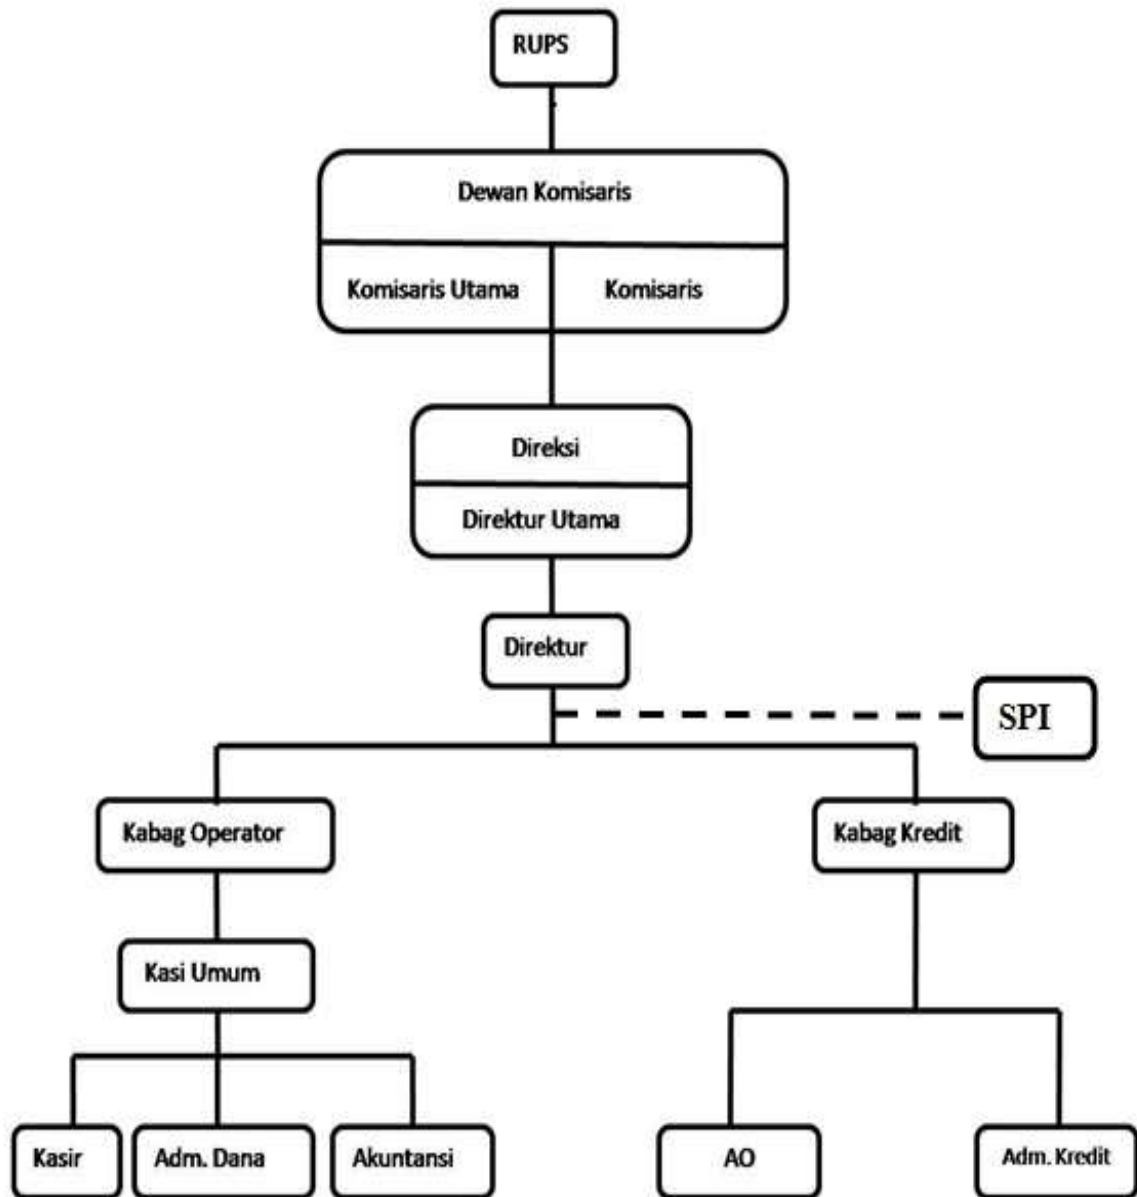 RUPS
Dewan Komisaris
Komisaris Utama
Komisaris
Direksi
Direktur Utama
Direktur
SPI
Kabag Operator
Kabag Kredit
Kasi Umum
Kasir
Adm. Dana
Akuntansi
AO
Adm. Kredit